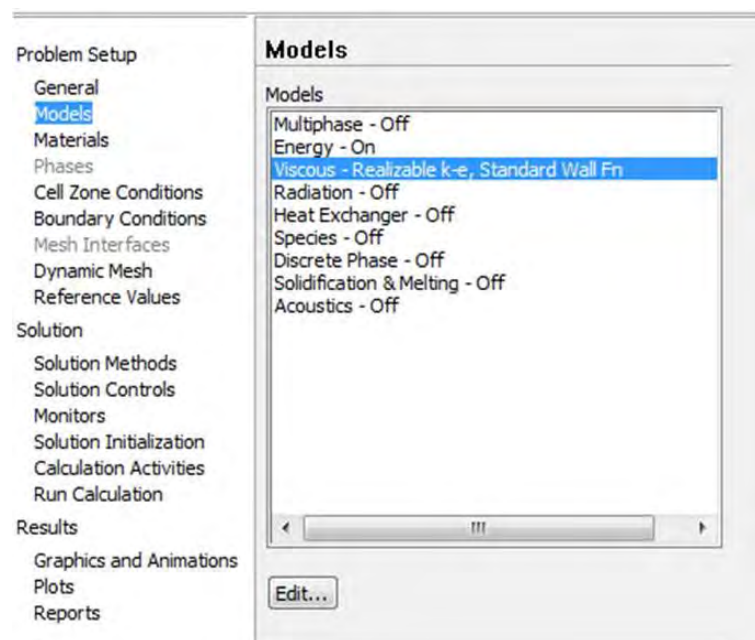 Problem Setup
General
Models
Materials
Phases
Cell Zone Conditions
Boundary Conditions
Mesh Interfaces
Dynamic Mesh
Reference Values
Solution
Solution Methods
Solution Controls
Monitors
Solution Initialization
Calculation Activities
Run Calculation
Results
Graphics and Animations
Plots
Reports
Models
Models
Multiphase - Off
Energy - On
Viscous - Realizable k-e, Standard Wall Fn
Radiation - Off
Heat Exchanger - Off
Species - Off
Discrete Phase - Off
Solidification & Melting - Off
Acoustics - Off
Edit...